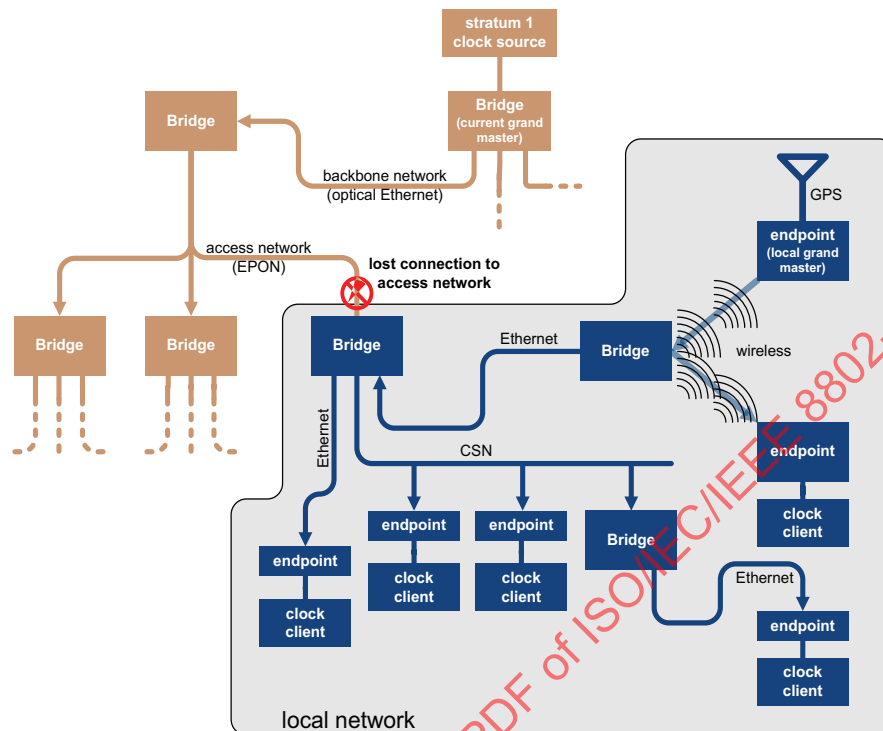 stratum 1
clock source
Bridge
(current grand
master)
Bridge
backbone network
(optical Ethernet)
GPS
endpoint
(local grand
master)
access network
(EPON)
lost connection to
access network
Bridge
Bridge
Bridge
Ethernet
Bridge
wireless
Ethernet
CSN
endpoint
clock
client
endpoint
clock
client
endpoint
clock
client
Bridge
endpoint
clock
client
Ethernet
endpoint
clock
client
local network
PDF of ISO/IEC/IEEE 8802-